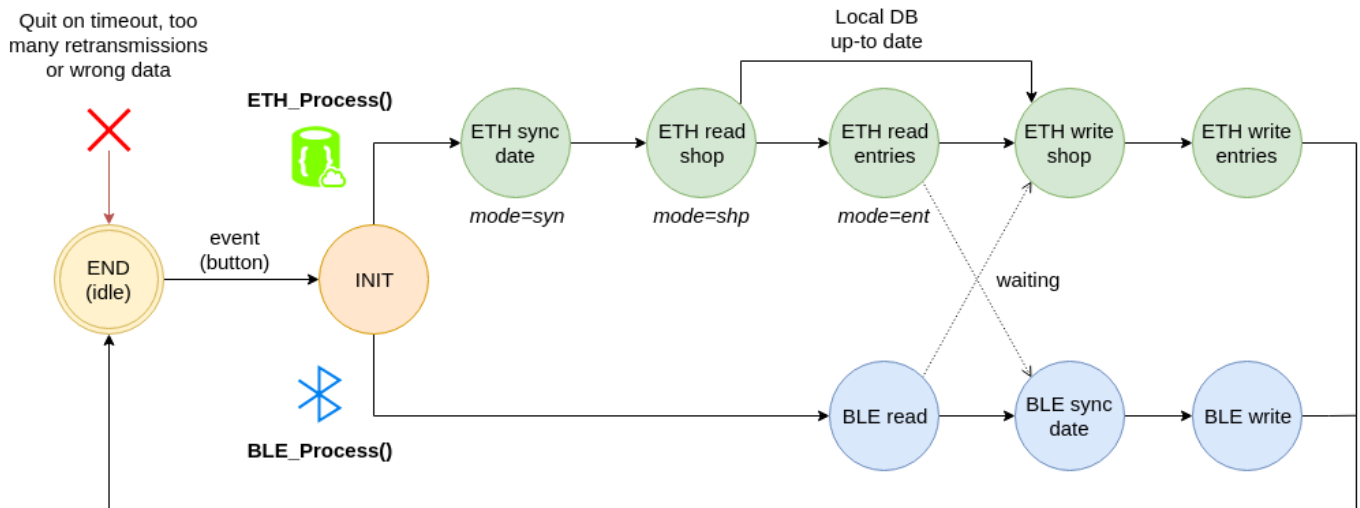 Quit on timeout, too
many retransmissions
or wrong data
Local DB
up-to date
ETH_Process()
{ }
ETH sync
date
ETH read
shop
ETH read
entries
ETH write
shop
ETH write
entries
mode=syn
mode=shp
mode=ent
event
(button)
END
(idle)
INIT
waiting
BLE read
BLE sync
date
BLE write
BLE_Process()